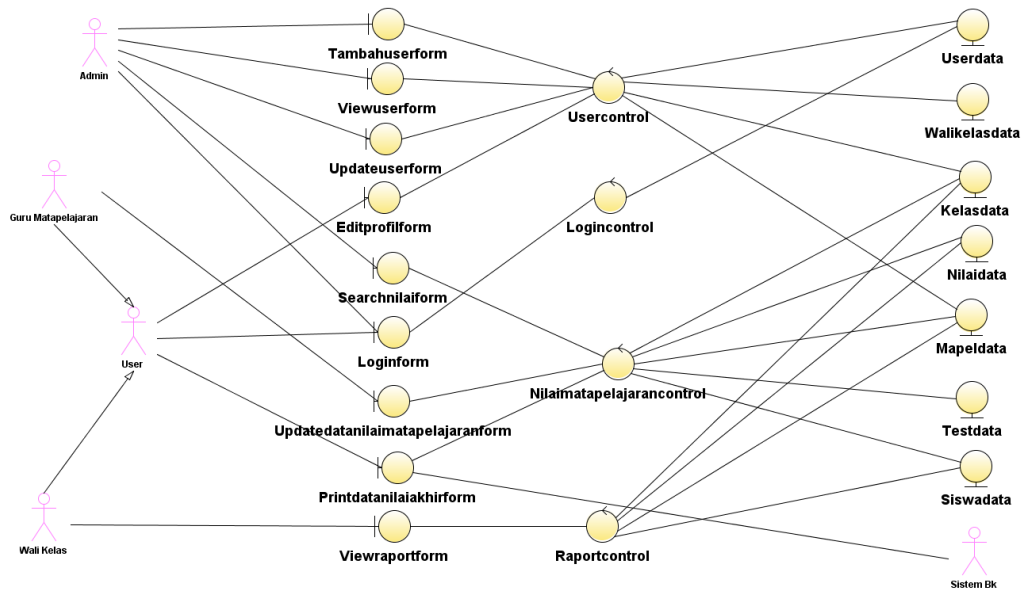 Admin
Guru Matapelajaran
User
Wali Kelas
Tambahuserform
Viewuserform
Updateuserform
Editprofilform
Searchnilaiform
Loginform
Updatedatanilaimatapelajaranform
Printdatanilaiakhirform
Viewraportform
Usercontrol
Logincontrol
Nilaimatapelajarancontrol
Raportcontrol
Userdata
Walikelasdata
Kelasdata
Nilaidata
Mapeldata
Testdata
Siswadata
Sistem Bk